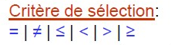 Critère de sélection:
= | ≠ | ≤ | < | > | ≥